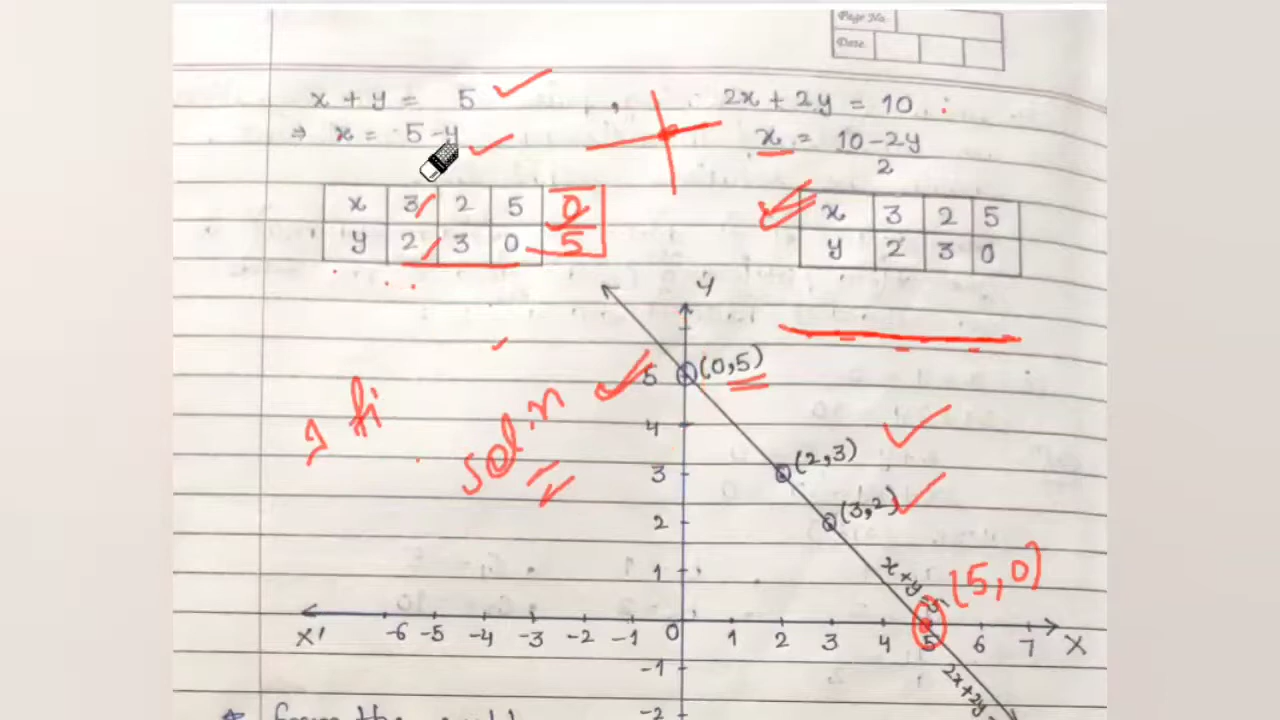 Page No.
Date.
x + y = 5 , 2x + 2y = 10
⇒ x = 5 - y x = 10 - 2y
2
x 3 2 5 0
y 2 3 0 5
x 3 2 5
y 2 3 0
Y
(0,5)
5
4
3
2
1
(2,3)
(3,2)
(5,0)
soln
x+y=5
X' -6 -5 -4 -3 -2 -1 0 1 2 3 4 5 6 7 X
-1
-2
2x+2y